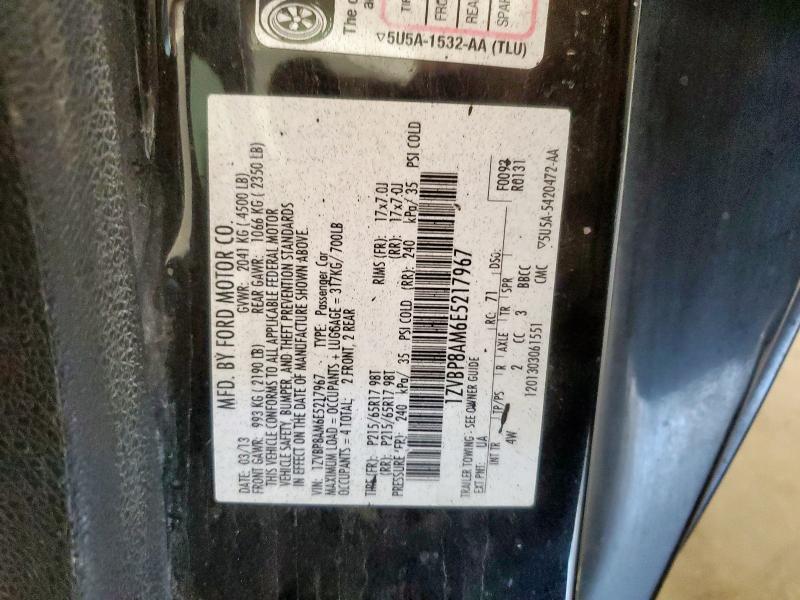 The c
a
TIR
FRO
REA
SPAR
▽5U5A-1532-AA (TLU)
MFD. BY FORD MOTOR CO.
DATE: 03/13 GVWR: 2041 KG (4500 LB)
FRONT GAWR: 993 KG (2190 LB) REAR GAWR: 1066 KG (2350 LB)
THIS VEHICLE CONFORMS TO ALL APPLICABLE FEDERAL MOTOR
VEHICLE SAFETY, BUMPER, AND THEFT PREVENTION STANDARDS
IN EFFECT ON THE DATE OF MANUFACTURE SHOWN ABOVE.
VIN: 1ZVBP8AM6E5217967 TYPE: Passenger Car
MAXIMUM LOAD = OCCUPANTS + LUGGAGE = 317KG/700LB
OCCUPANTS = 4 TOTAL; 2 FRONT, 2 REAR
TIRE (FR): P215/65R17 98T RIMS (FR): 17x7.0J
(RR): P215/65R17 98T (RR): 17x7.0J
PRESSURE (FR): 240 kPa/ 35 PSI COLD (RR): 240 kPa/ 35 PSI COLD
1ZVBP8AM6E5217967
TRAILER TOWING - SEE OWNER GUIDE
EXT PNT: UA RC: 71 DSO: F0092
R0131
INT TR TP/PS R AXLE TR SPR
4W 2 CC 3 BBCC
1201303061551 CMC ▽5U5A-5420472-AA